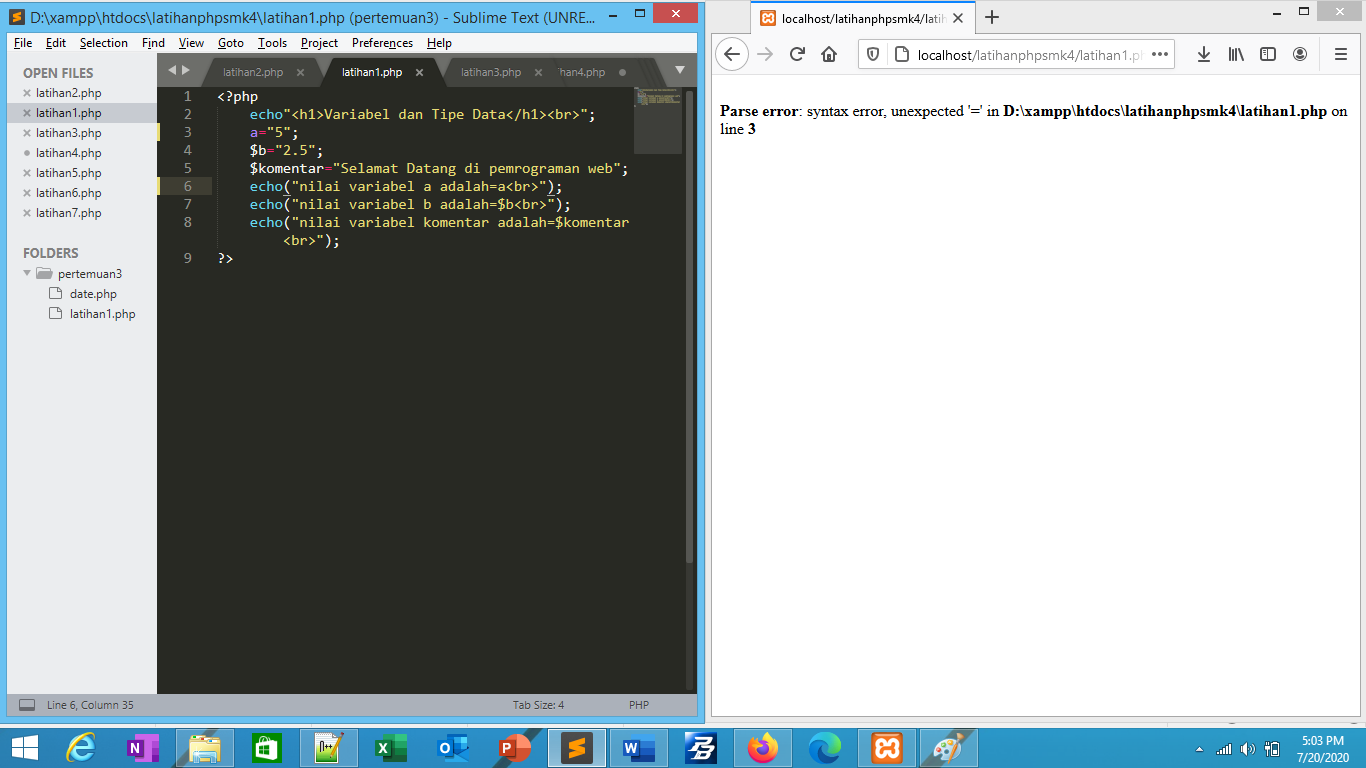 D:\xampp\htdocs\latihanphpsmk4\latihan1.php (pertemuan3) - Sublime Text (UNRE...
File Edit Selection Find View Goto Tools Project Preferences Help
OPEN FILES
latihan2.php
latihan1.php
latihan3.php
latihan4.php
latihan5.php
latihan6.php
latihan7.php
FOLDERS
pertemuan3
date.php
latihan1.php
latihan2.php latihan1.php latihan3.php han4.php
1 <?php
2 echo"<h1>Variabel dan Tipe Data</h1><br>";
3 a="5";
4 $b="2.5";
5 $komentar="Selamat Datang di pemrograman web";
6 echo("nilai variabel a adalah=a<br>");
7 echo("nilai variabel b adalah=$b<br>");
8 echo("nilai variabel komentar adalah=$komentar
<br>");
9 ?>
Line 6, Column 35 Tab Size: 4 PHP
localhost/latihanphpsmk4/latih
localhost/latihanphpsmk4/latihan1.ph
Parse error: syntax error, unexpected '=' in D:\xampp\htdocs\latihanphpsmk4\latihan1.php on
line 3
5:03 PM
7/20/2020